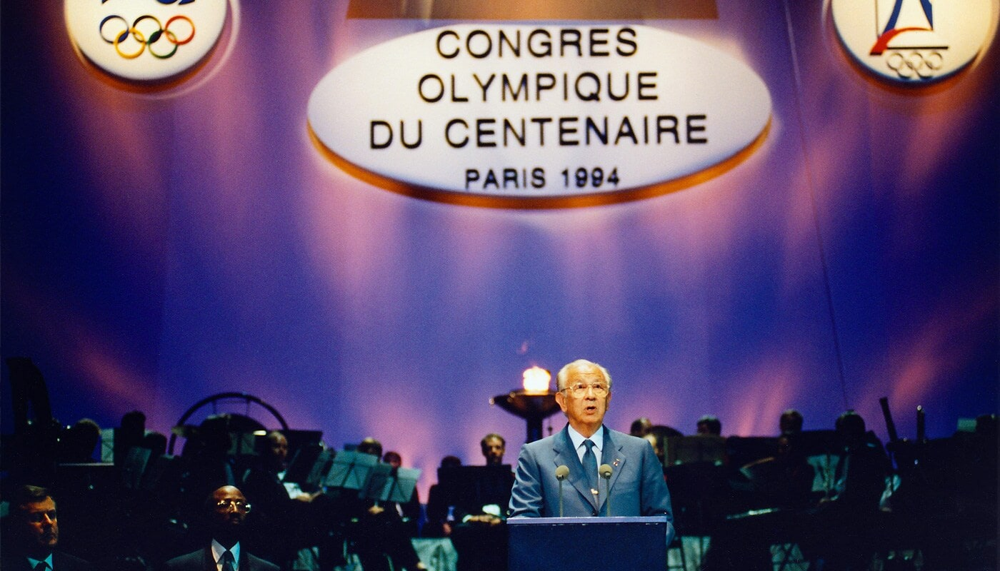 CONGRES
OLYMPIQUE
DU CENTENAIRE
PARIS 1994